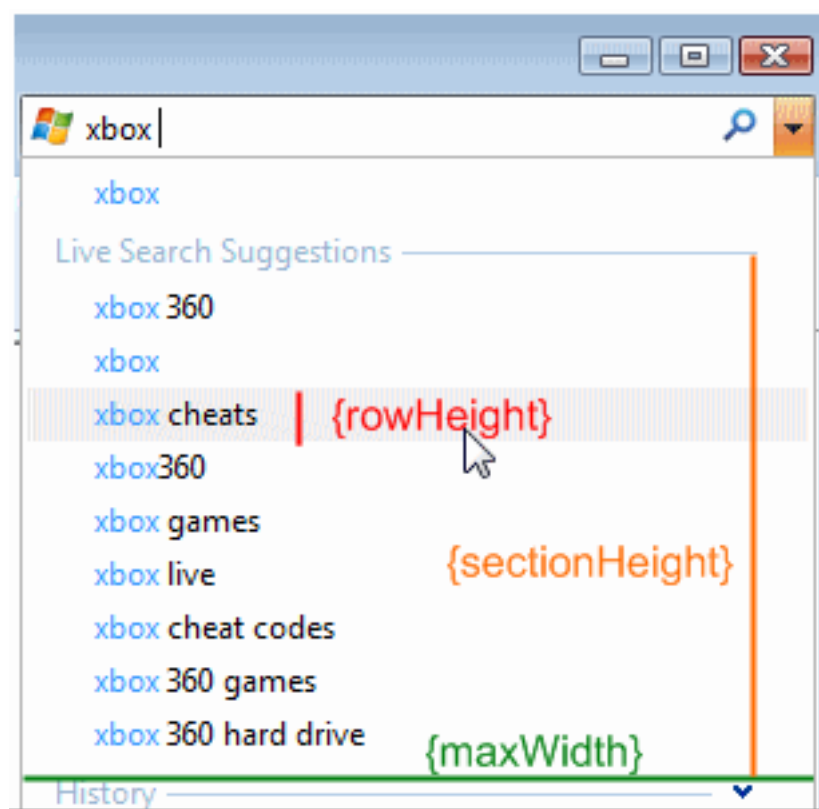 xbox
xbox
Live Search Suggestions
xbox 360
xbox
xbox cheats {rowHeight}
xbox360
xbox games
xbox live
{sectionHeight}
xbox cheat codes
xbox 360 games
xbox 360 hard drive
{maxWidth}
History